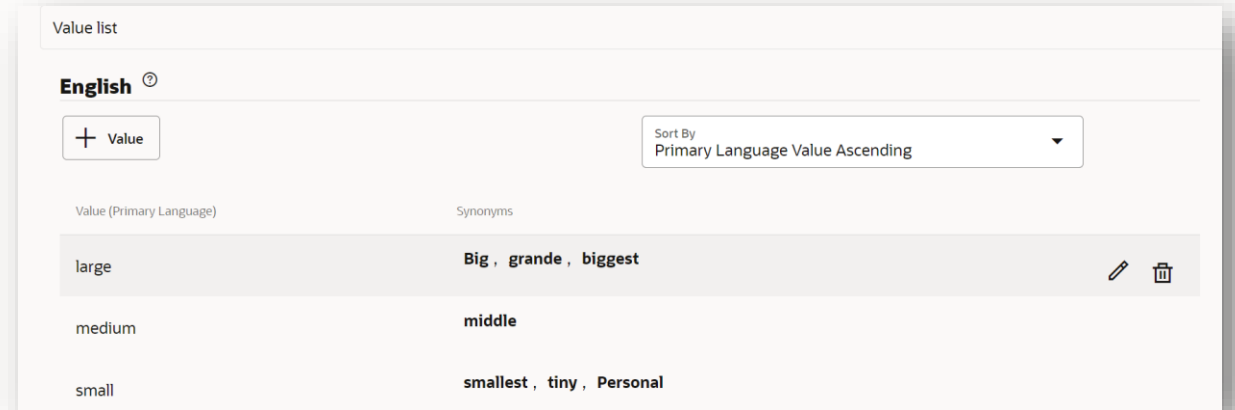 Value list
English
Value
Sort By
Primary Language Value Ascending
Value (Primary Language) Synonyms
large Big , grande , biggest
medium middle
small smallest , tiny , Personal